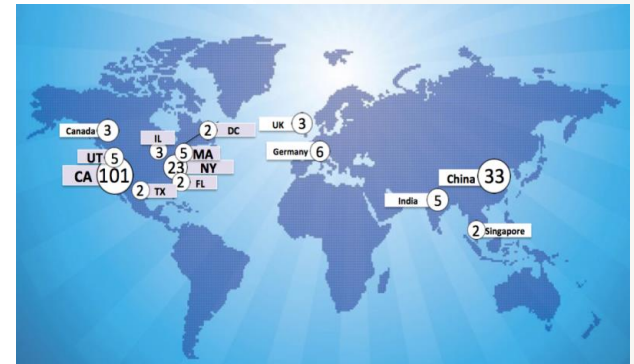 Canada 3
IL 3
2 DC
UT 5
5 MA
CA 101
23 NY
2 FL
2 TX
UK 3
Germany 6
China 33
India 5
2 Singapore